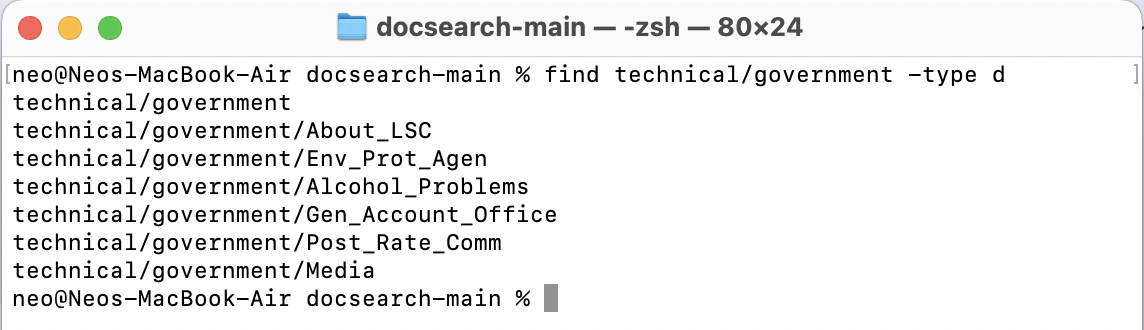 docsearch-main — -zsh — 80×24
[neo@Neos-MacBook-Air docsearch-main % find technical/government -type d ]
technical/government
technical/government/About_LSC
technical/government/Env_Prot_Agen
technical/government/Alcohol_Problems
technical/government/Gen_Account_Office
technical/government/Post_Rate_Comm
technical/government/Media
neo@Neos-MacBook-Air docsearch-main %